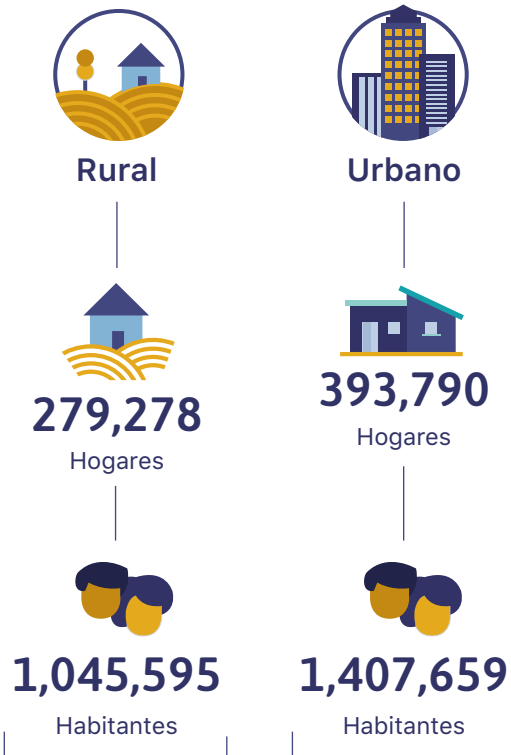 Rural
279,278
Hogares
1,045,595
Habitantes
Urbano
393,790
Hogares
1,407,659
Habitantes